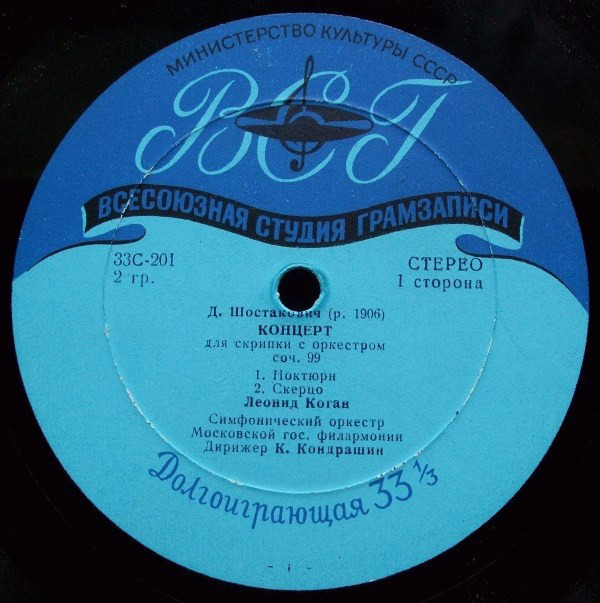 МИНИСТЕРСТВО КУЛЬТУРЫ СССР
ВСГ
ВСЕСОЮЗНАЯ СТУДИЯ ГРАМЗАПИСИ
33С-201
2 гр.
СТЕРЕО
1 сторона
Д. Шостакович (р. 1906)
КОНЦЕРТ
для скрипки с оркестром
соч. 99
1. Ноктюрн
2. Скерцо
Леонид Коган
Симфонический оркестр
Московской гос. филармонии
Дирижер К. Кондрашин
Долгоиграющая 33 1/3
- 1 -